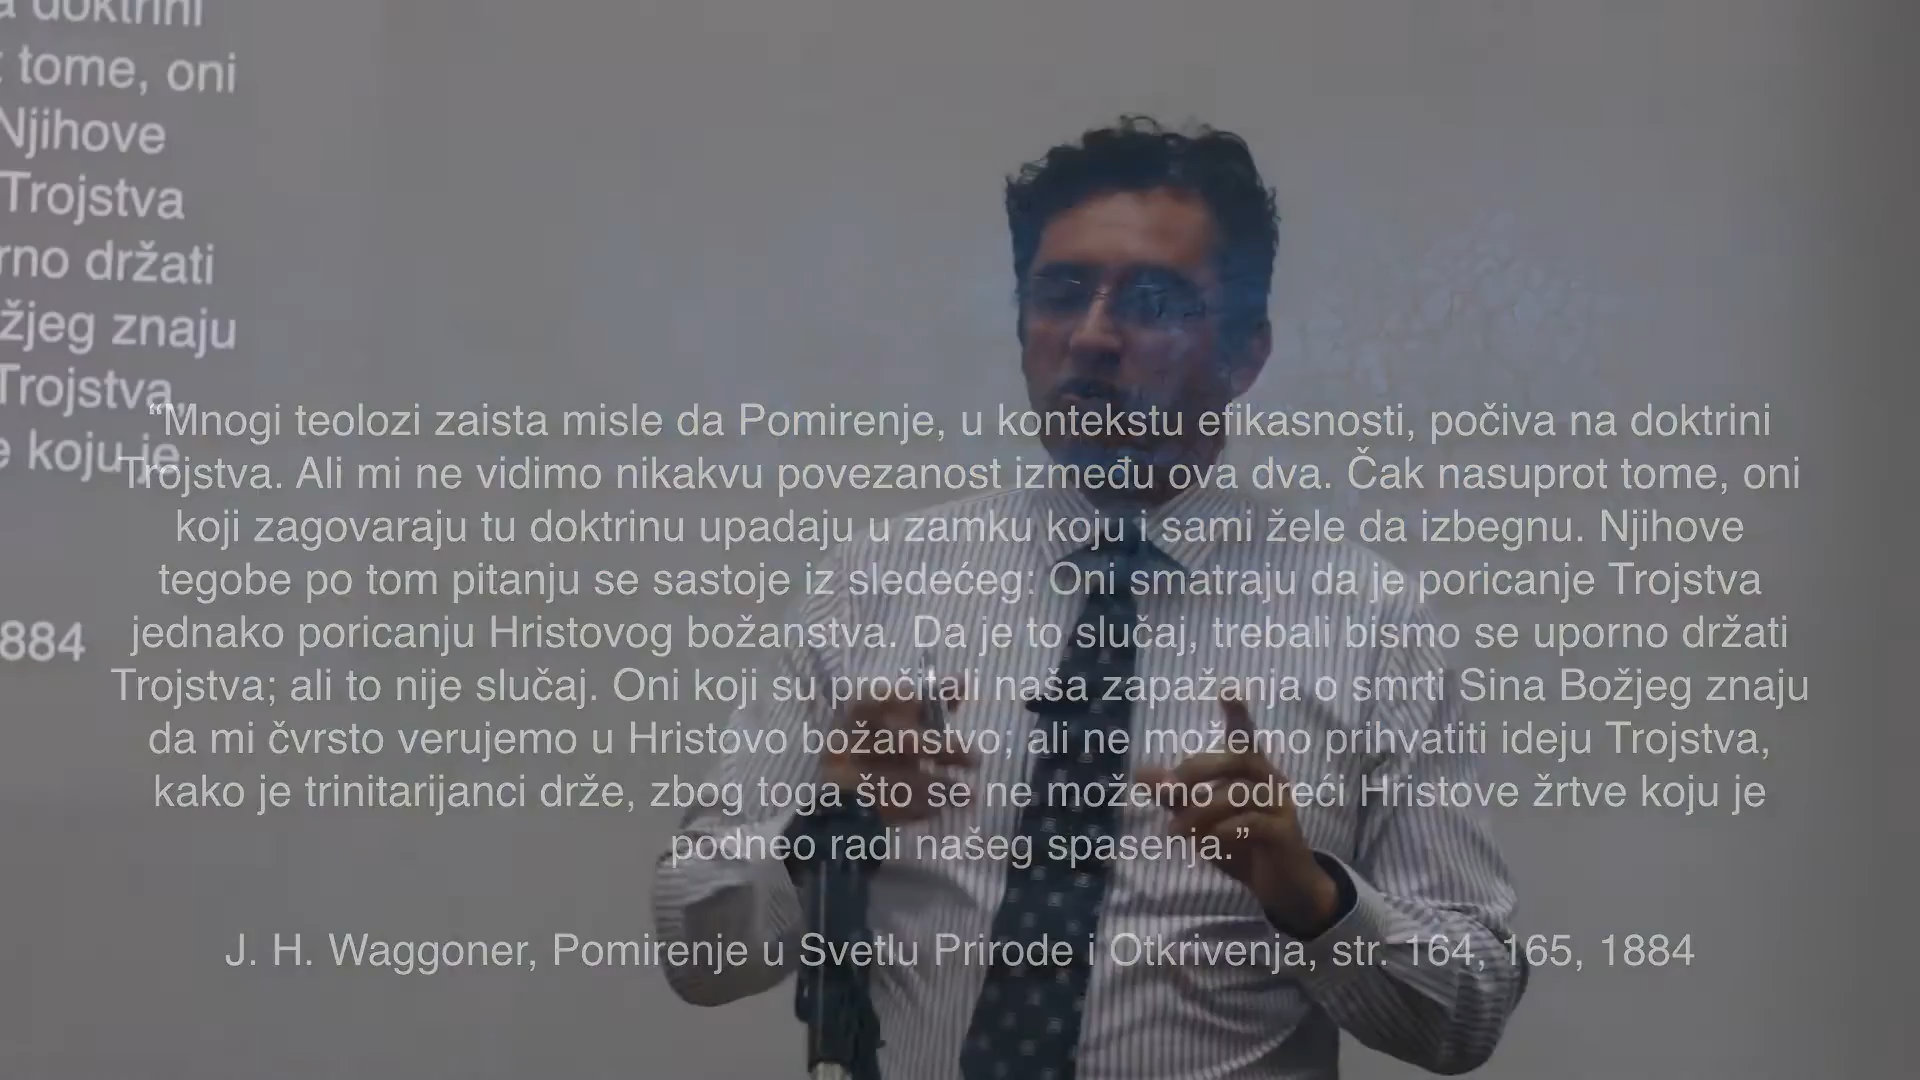 a doktrini
tome, oni
Njihove
Trojstva
rno držati
žjeg znaju
Trojstva,
e koju je
884
“Mnogi teolozi zaista misle da Pomirenje, u kontekstu efikasnosti, počiva na doktrini
Trojstva. Ali mi ne vidimo nikakvu povezanost između ova dva. Čak nasuprot tome, oni
koji zagovaraju tu doktrinu upadaju u zamku koju i sami žele da izbegnu. Njihove
tegobe po tom pitanju se sastoje iz sledećeg: Oni smatraju da je poricanje Trojstva
jednako poricanju Hristovog božanstva. Da je to slučaj, trebali bismo se uporno držati
Trojstva; ali to nije slučaj. Oni koji su pročitali naša zapažanja o smrti Sina Božjeg znaju
da mi čvrsto verujemo u Hristovo božanstvo; ali ne možemo prihvatiti ideju Trojstva,
kako je trinitarijanci drže, zbog toga što se ne možemo odreći Hristove žrtve koju je
podneo radi našeg spasenja.”
J. H. Waggoner, Pomirenje u Svetlu Prirode i Otkrivenja, str. 164, 165, 1884